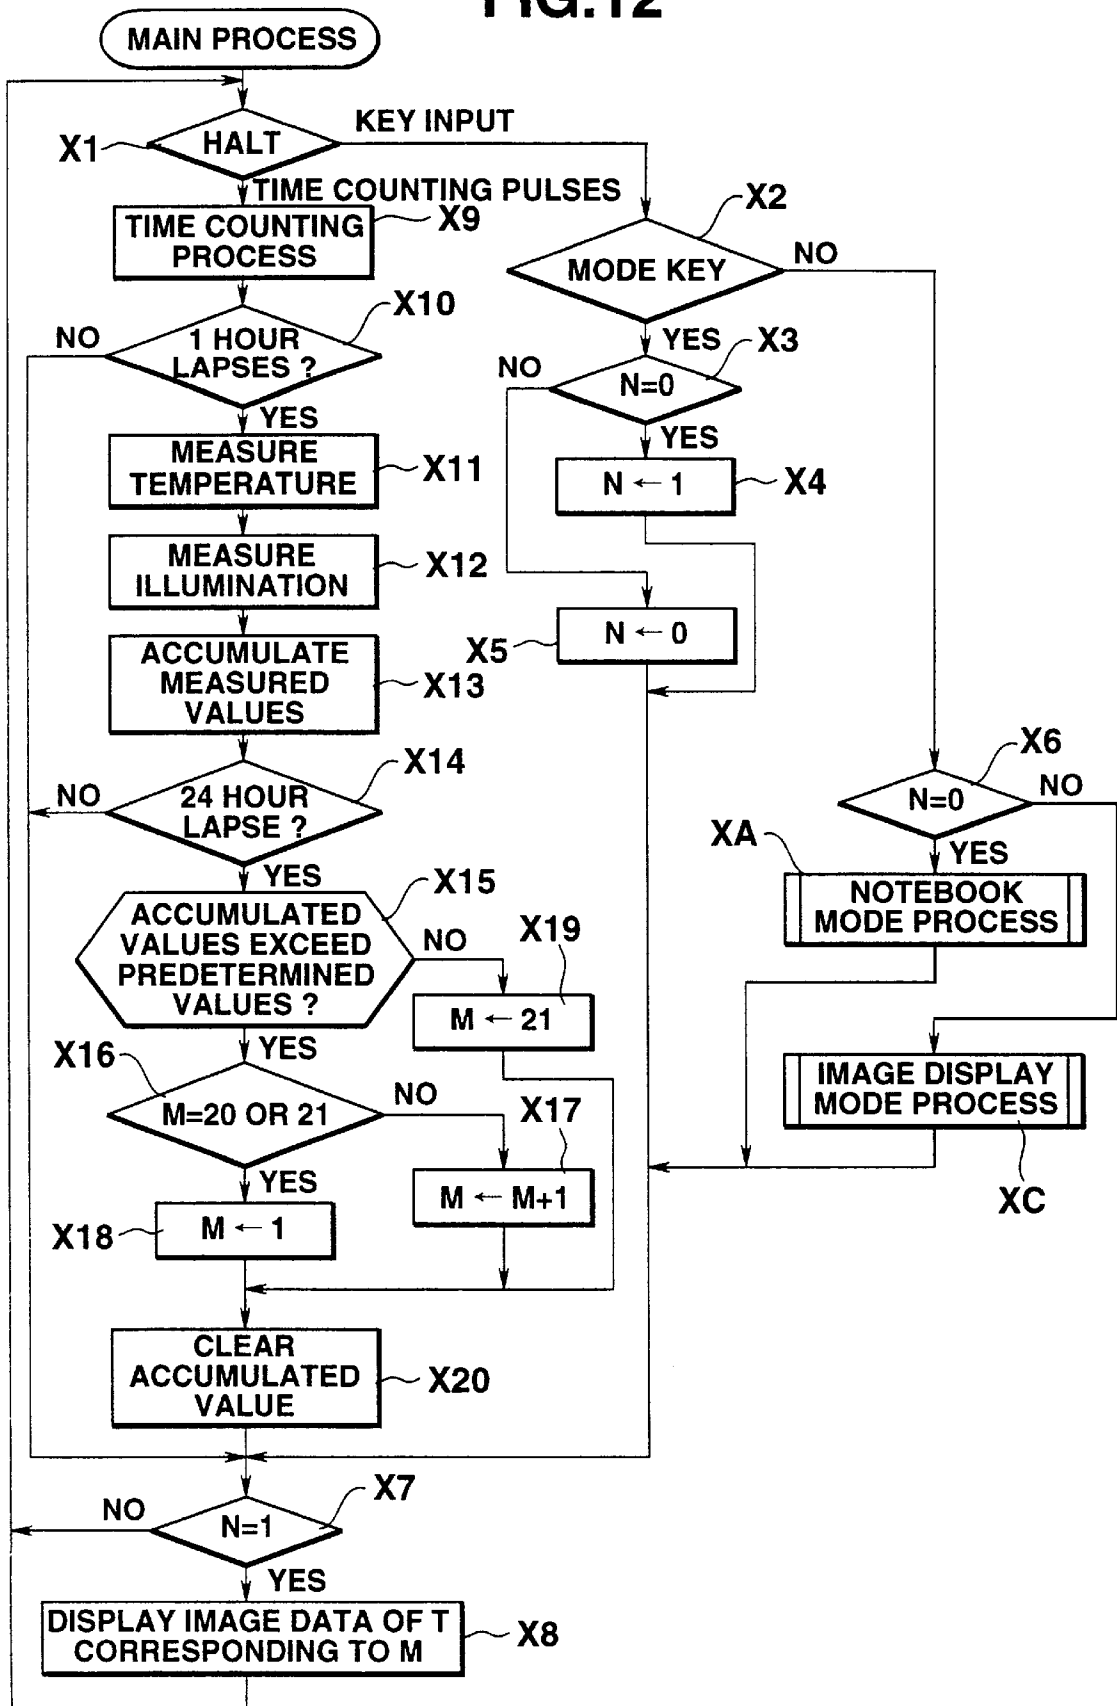 FIG.12
MAIN PROCESS
X1
HALT
KEY INPUT
TIME COUNTING PULSES
TIME COUNTING
PROCESS
X9
X2
MODE KEY
NO
1 HOUR
LAPSES ?
X10
NO
YES
YES
X3
N=0
NO
YES
MEASURE
TEMPERATURE
X11
N ← 1
X4
MEASURE
ILLUMINATION
X12
N ← 0
X5
ACCUMULATE
MEASURED
VALUES
X13
24 HOUR
LAPSE ?
X14
NO
YES
X6
N=0
NO
YES
XA
NOTEBOOK
MODE PROCESS
ACCUMULATED
VALUES EXCEED
PREDETERMINED
VALUES ?
X15
NO
X19
M ← 21
YES
X16
M=20 OR 21
NO
X17
IMAGE DISPLAY
MODE PROCESS
XC
YES
M ← M+1
X18
M ← 1
CLEAR
ACCUMULATED
VALUE
X20
X7
NO
N=1
YES
DISPLAY IMAGE DATA OF T
CORRESPONDING TO M
X8